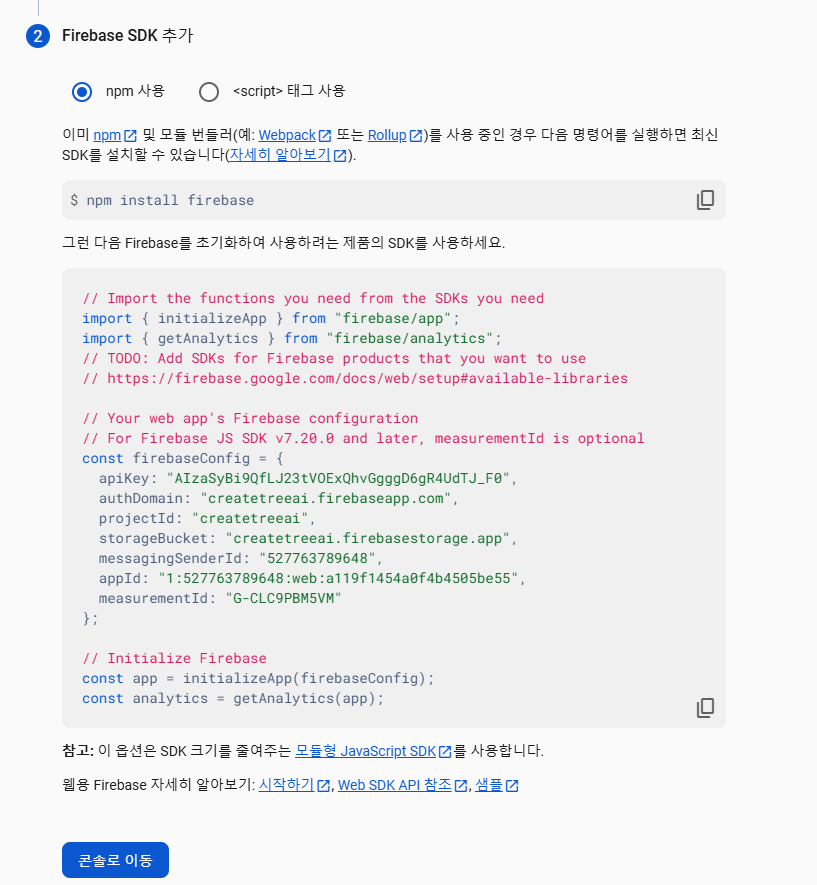 2 Firebase SDK 추가
npm 사용 <script> 태그 사용
이미 npm 및 모듈 번들러(예: Webpack 또는 Rollup)를 사용 중인 경우 다음 명령어를 실행하면 최신
SDK를 설치할 수 있습니다(자세히 알아보기).
$ npm install firebase
그런 다음 Firebase를 초기화하여 사용하려는 제품의 SDK를 사용하세요.
// Import the functions you need from the SDKs you need
import { initializeApp } from "firebase/app";
import { getAnalytics } from "firebase/analytics";
// TODO: Add SDKs for Firebase products that you want to use
// https://firebase.google.com/docs/web/setup#available-libraries
// Your web app's Firebase configuration
// For Firebase JS SDK v7.20.0 and later, measurementId is optional
const firebaseConfig = {
apiKey: "AIzaSyBi9QfLJ23tVOExQhvGgggD6gR4UdTJ_F0",
authDomain: "createtreeai.firebaseapp.com",
projectId: "createtreeai",
storageBucket: "createtreeai.firebasestorage.app",
messagingSenderId: "527763789648",
appId: "1:527763789648:web:a119f1454a0f4b4505be55",
measurementId: "G-CLC9PBM5VM"
};
// Initialize Firebase
const app = initializeApp(firebaseConfig);
const analytics = getAnalytics(app);
참고: 이 옵션은 SDK 크기를 줄여주는 모듈형 JavaScript SDK를 사용합니다.
웹용 Firebase 자세히 알아보기: 시작하기, Web SDK API 참조, 샘플
콘솔로 이동